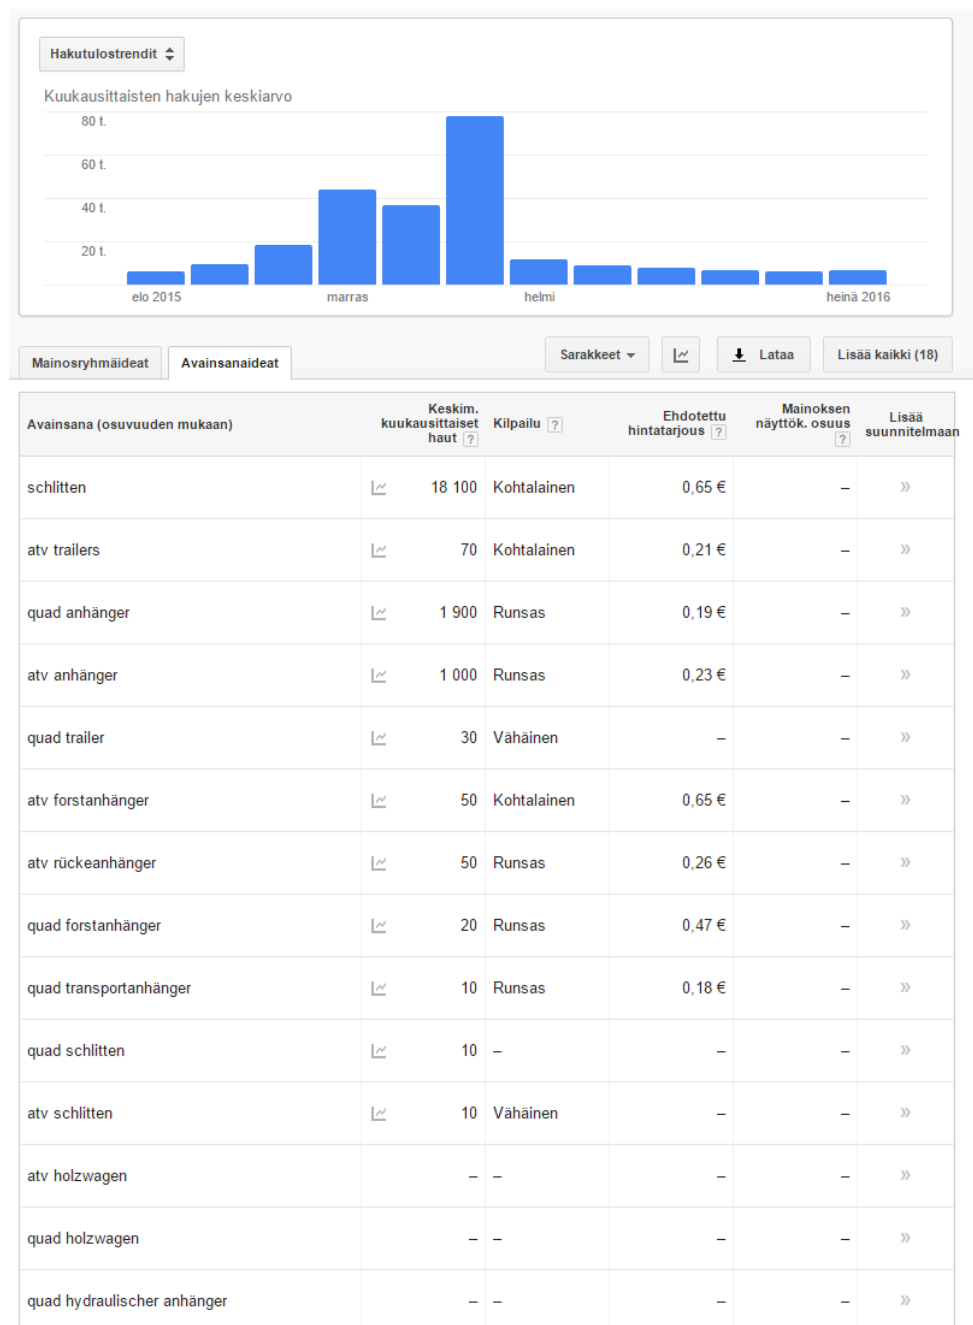 Hakutulostrendit
Kuukausittaisten hakujen keskiarvo
80 t.
60 t.
40 t.
20 t.
elo 2015 marras helmi heinä 2016
Mainosryhmäideat Avainsanaideat Sarakkeet Lataa Lisää kaikki (18)
Avainsana (osuvuuden mukaan) Keskim. kuukausittaiset haut ? Kilpailu ? Ehdotettu hintatarjous ? Mainoksen näyttök. osuus ? Lisää suunnitelmaan
schlitten 18 100 Kohtalainen 0,65 € – »
atv trailers 70 Kohtalainen 0,21 € – »
quad anhänger 1 900 Runsas 0,19 € – »
atv anhänger 1 000 Runsas 0,23 € – »
quad trailer 30 Vähäinen – – »
atv forstanhänger 50 Kohtalainen 0,65 € – »
atv rückeanhänger 50 Runsas 0,26 € – »
quad forstanhänger 20 Runsas 0,47 € – »
quad transportanhänger 10 Runsas 0,18 € – »
quad schlitten 10 – – – »
atv schlitten 10 Vähäinen – – »
atv holzwagen – – – – »
quad holzwagen – – – – »
quad hydraulischer anhänger – – – – »